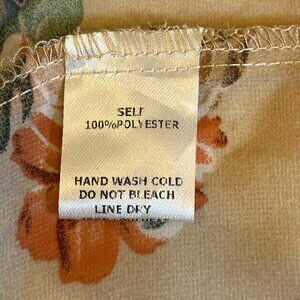 SELF
100%POLYESTER
HAND WASH COLD
DO NOT BLEACH
LINE DRY